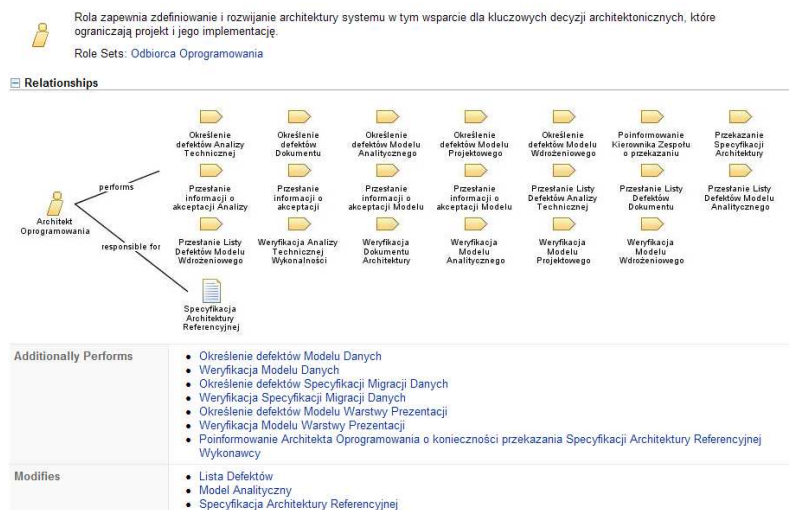 Rola zapewnia zdefiniowanie i rozwijanie architektury systemu w tym wsparcie dla kluczowych decyzji architektonicznych, które
ograniczają projekt i jego implementację.
Role Sets: Odbiorca Oprogramowania
Relationships
Określenie defektów Analizy Technicznej
Określenie defektów Dokumentu
Określenie defektów Modelu Analitycznego
Określenie defektów Modelu Projektowego
Określenie defektów Modelu Wdrożeniowego
Poinformowanie Kierownika Zespołu o przekazaniu
Przekazanie Specyfikacji Architektury
performs
Przesłanie informacji o akceptacji Analizy
Przesłanie informacji o akceptacji
Przesłanie informacji o akceptacji Modelu
Przesłanie informacji o akceptacji Modelu
Przesłanie Listy Defektów Analizy Technicznej
Przesłanie Listy Defektów Dokumentu
Przesłanie Listy Defektów Modelu Analitycznego
Architekt Oprogramowania
responsible for
Przesłanie Listy Defektów Modelu Wdrożeniowego
Weryfikacja Analizy Technicznej Wykonalności
Weryfikacja Dokumentu Architektury
Weryfikacja Modelu Analitycznego
Weryfikacja Modelu Projektowego
Weryfikacja Modelu Wdrożeniowego
Specyfikacja Architektury Referencyjnej
Additionally Performs
Określenie defektów Modelu Danych
Weryfikacja Modelu Danych
Określenie defektów Specyfikacji Migracji Danych
Weryfikacja Specyfikacji Migracji Danych
Określenie defektów Modelu Warstwy Prezentacji
Weryfikacja Modelu Warstwy Prezentacji
Poinformowanie Architekta Oprogramowania o konieczności przekazania Specyfikacji Architektury Referencyjnej
Wykonawcy
Modifies
Lista Defektów
Model Analityczny
Specyfikacja Architektury Referencyjnej